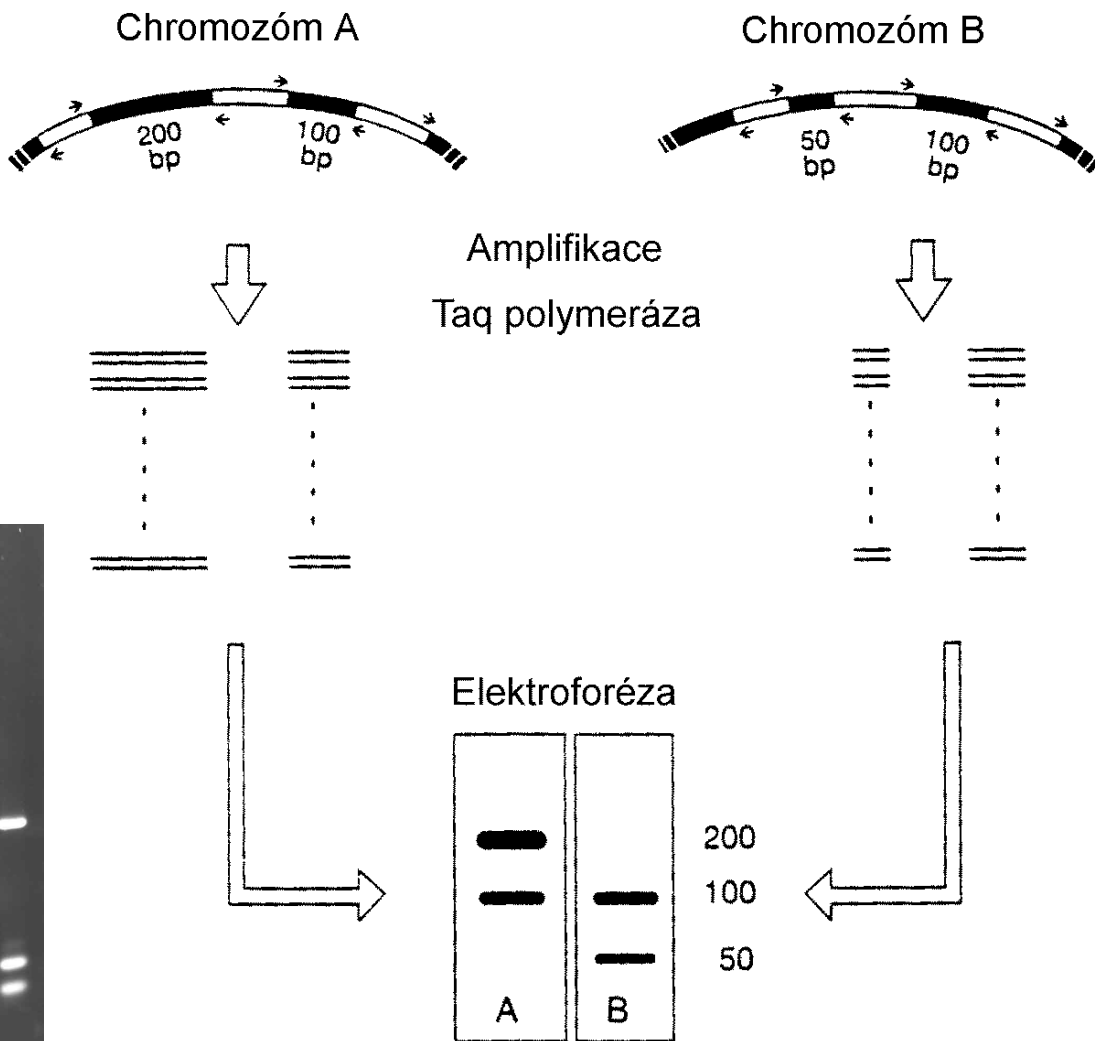 Chromozóm A
Chromozóm B
200
bp
100
bp
50
bp
100
bp
Amplifikace
Taq polymeráza
Elektroforéza
200
100
50
A
B